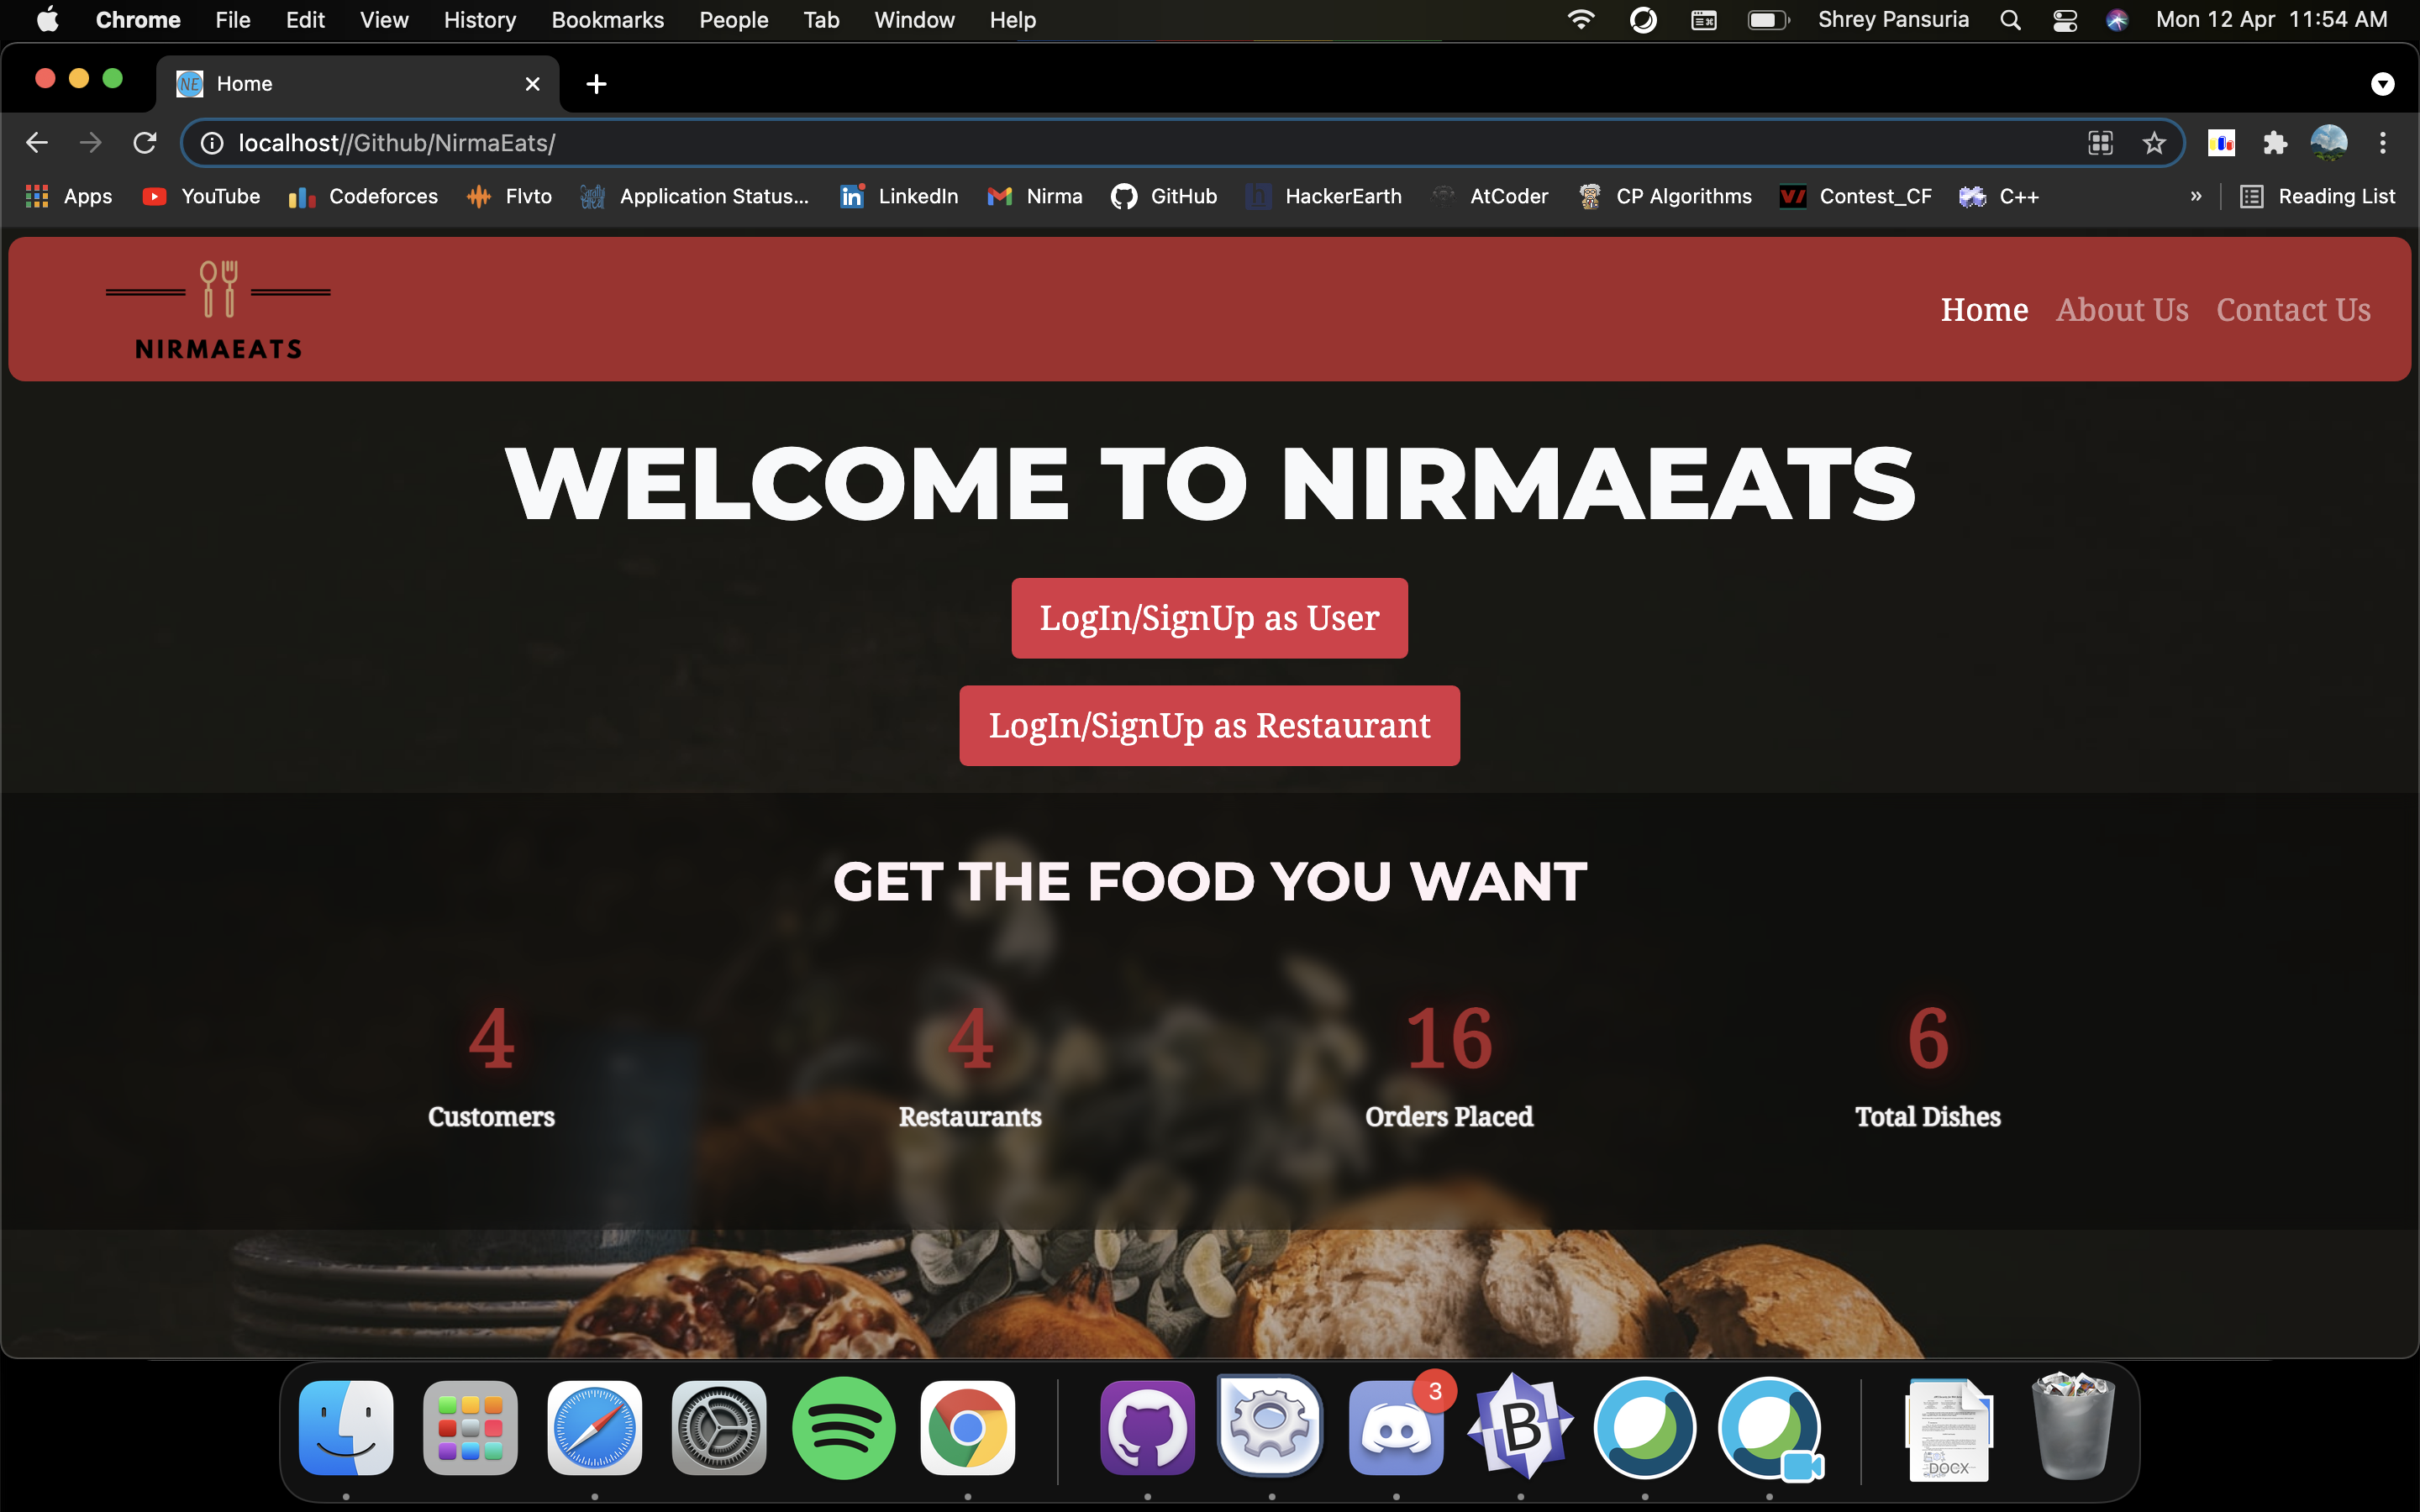 Chrome File Edit View History Bookmarks People Tab Window Help Shrey Pansuria Mon 12 Apr 11:54 AM
NE Home
localhost//Github/NirmaEats/
Apps YouTube Codeforces Flvto Application Status... LinkedIn Nirma GitHub HackerEarth AtCoder CP Algorithms Contest_CF C++ » Reading List
NIRMAEATS
Home About Us Contact Us
WELCOME TO NIRMAEATS
LogIn/SignUp as User
LogIn/SignUp as Restaurant
GET THE FOOD YOU WANT
4 4 16 6
Customers Restaurants Orders Placed Total Dishes
3
B
DOCX